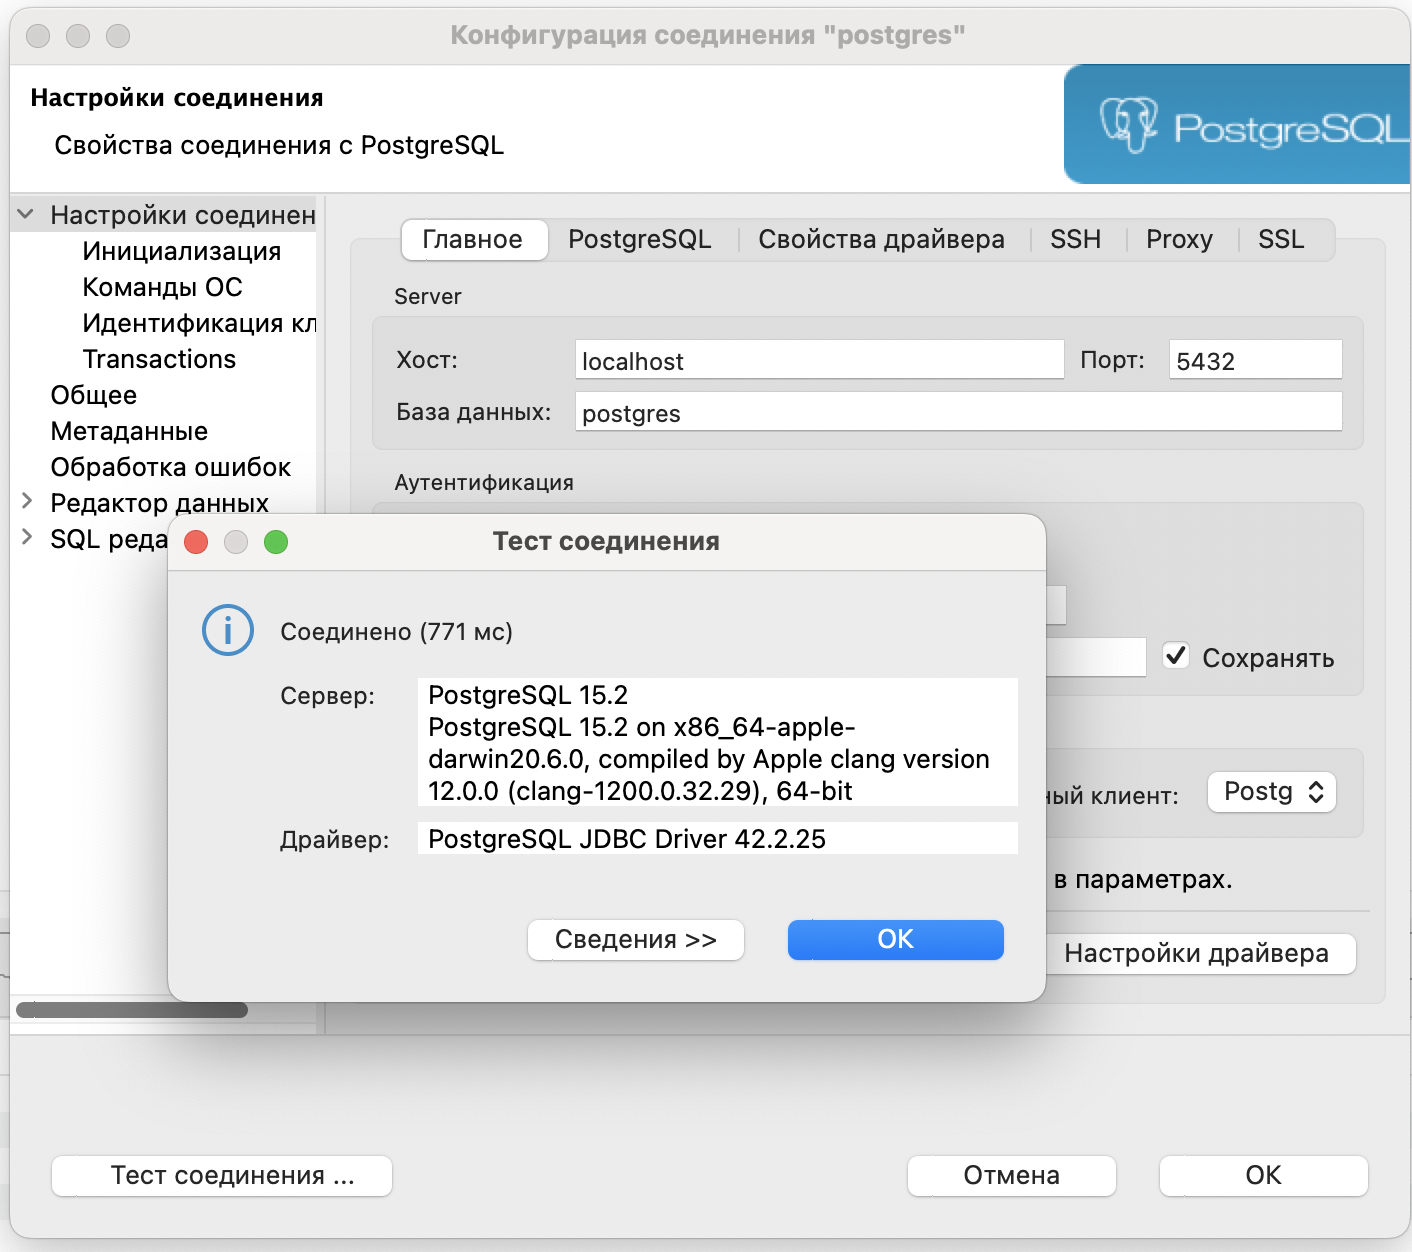 Конфигурация соединения "postgres"
Настройки соединения
Свойства соединения с PostgreSQL
PostgreSQL
Настройки соединен
Инициализация
Команды ОС
Идентификация кл
Transactions
Общее
Метаданные
Обработка ошибок
Редактор данных
SQL реда
Главное PostgreSQL Свойства драйвера SSH Proxy SSL
Server
Хост: localhost Порт: 5432
База данных: postgres
Аутентификация
Сохранять
ный клиент: Postg
в параметрах.
Настройки драйвера
Тест соединения
Соединено (771 мс)
Сервер: PostgreSQL 15.2
PostgreSQL 15.2 on x86_64-apple-
darwin20.6.0, compiled by Apple clang version
12.0.0 (clang-1200.0.32.29), 64-bit
Драйвер: PostgreSQL JDBC Driver 42.2.25
Сведения >> ОК
Тест соединения ... Отмена ОК